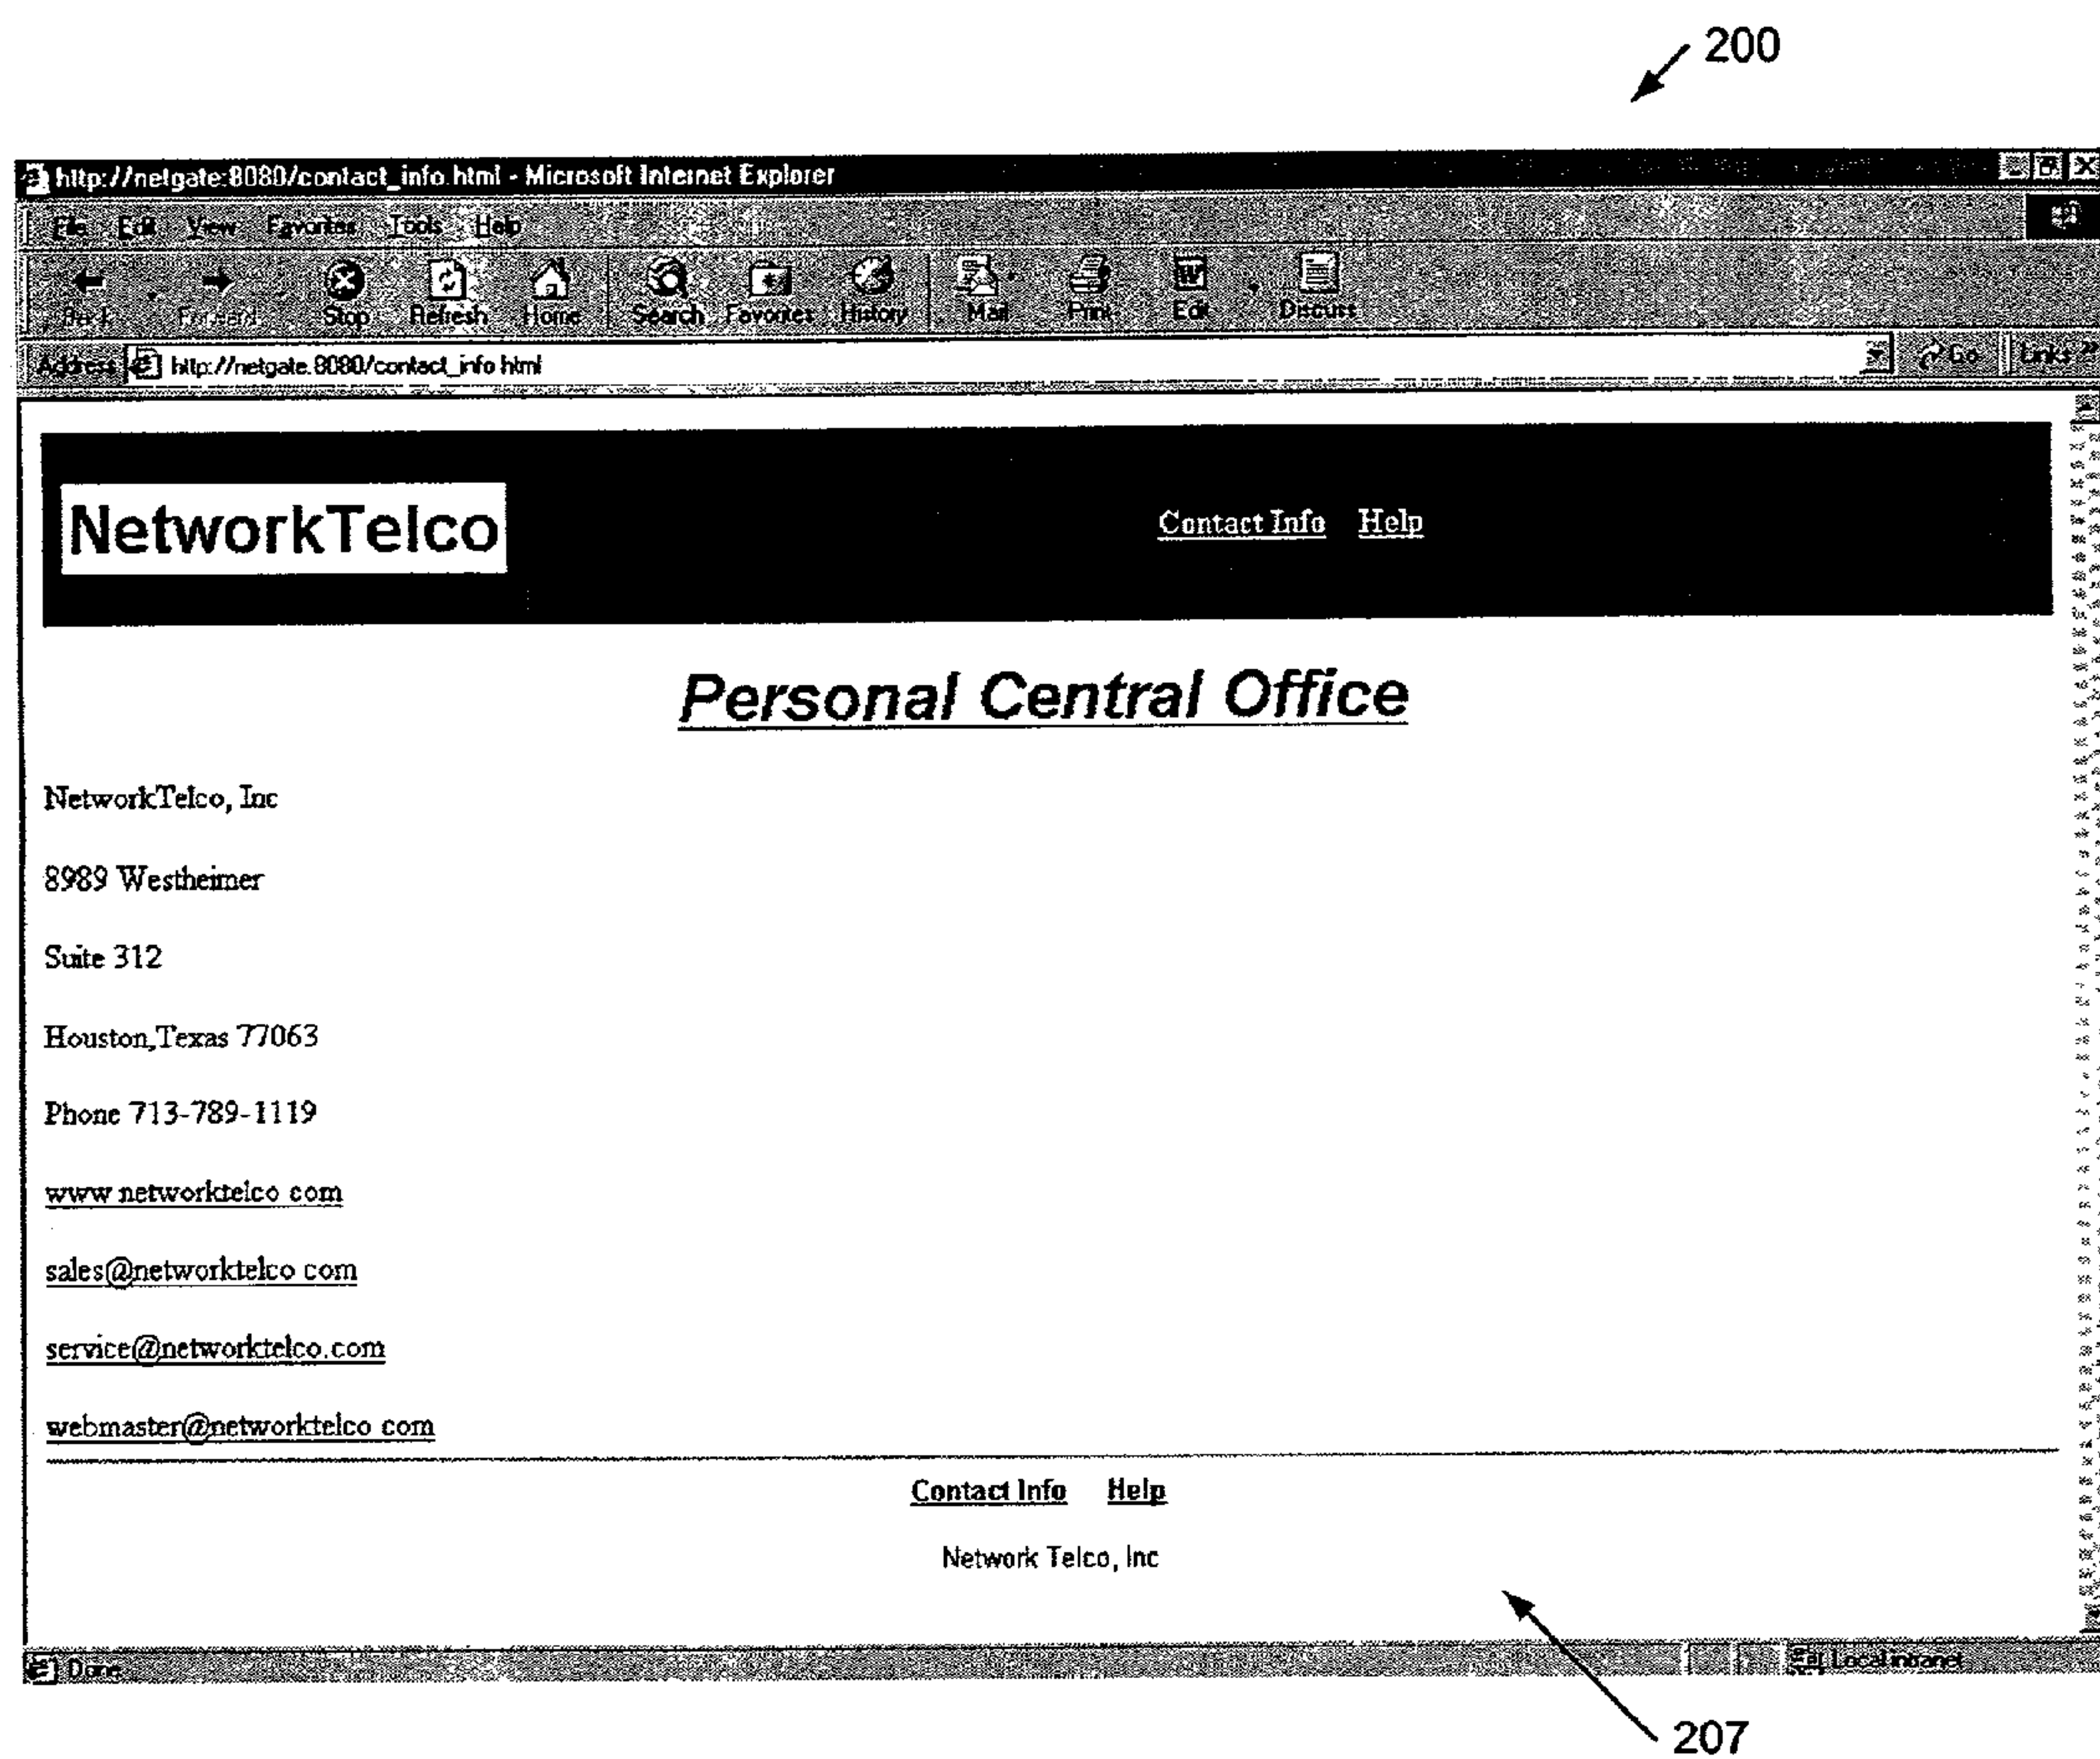 200
http://netgate:8080/contact_info.html - Microsoft Internet Explorer
File Edit View Favorites Tools Help
Back Forward Stop Refresh Home Search Favorites History Mail Print Edit Discuss
Address http://netgate.8080/contact_info html Go Links »
NetworkTelco Contact Info Help
Personal Central Office
NetworkTelco, Inc
8989 Westheimer
Suite 312
Houston,Texas 77063
Phone 713-789-1119
www networktelco com
sales@networktelco com
service@networktelco.com
webmaster@networktelco com
Contact Info Help
Network Telco, Inc
Done Local intranet
207